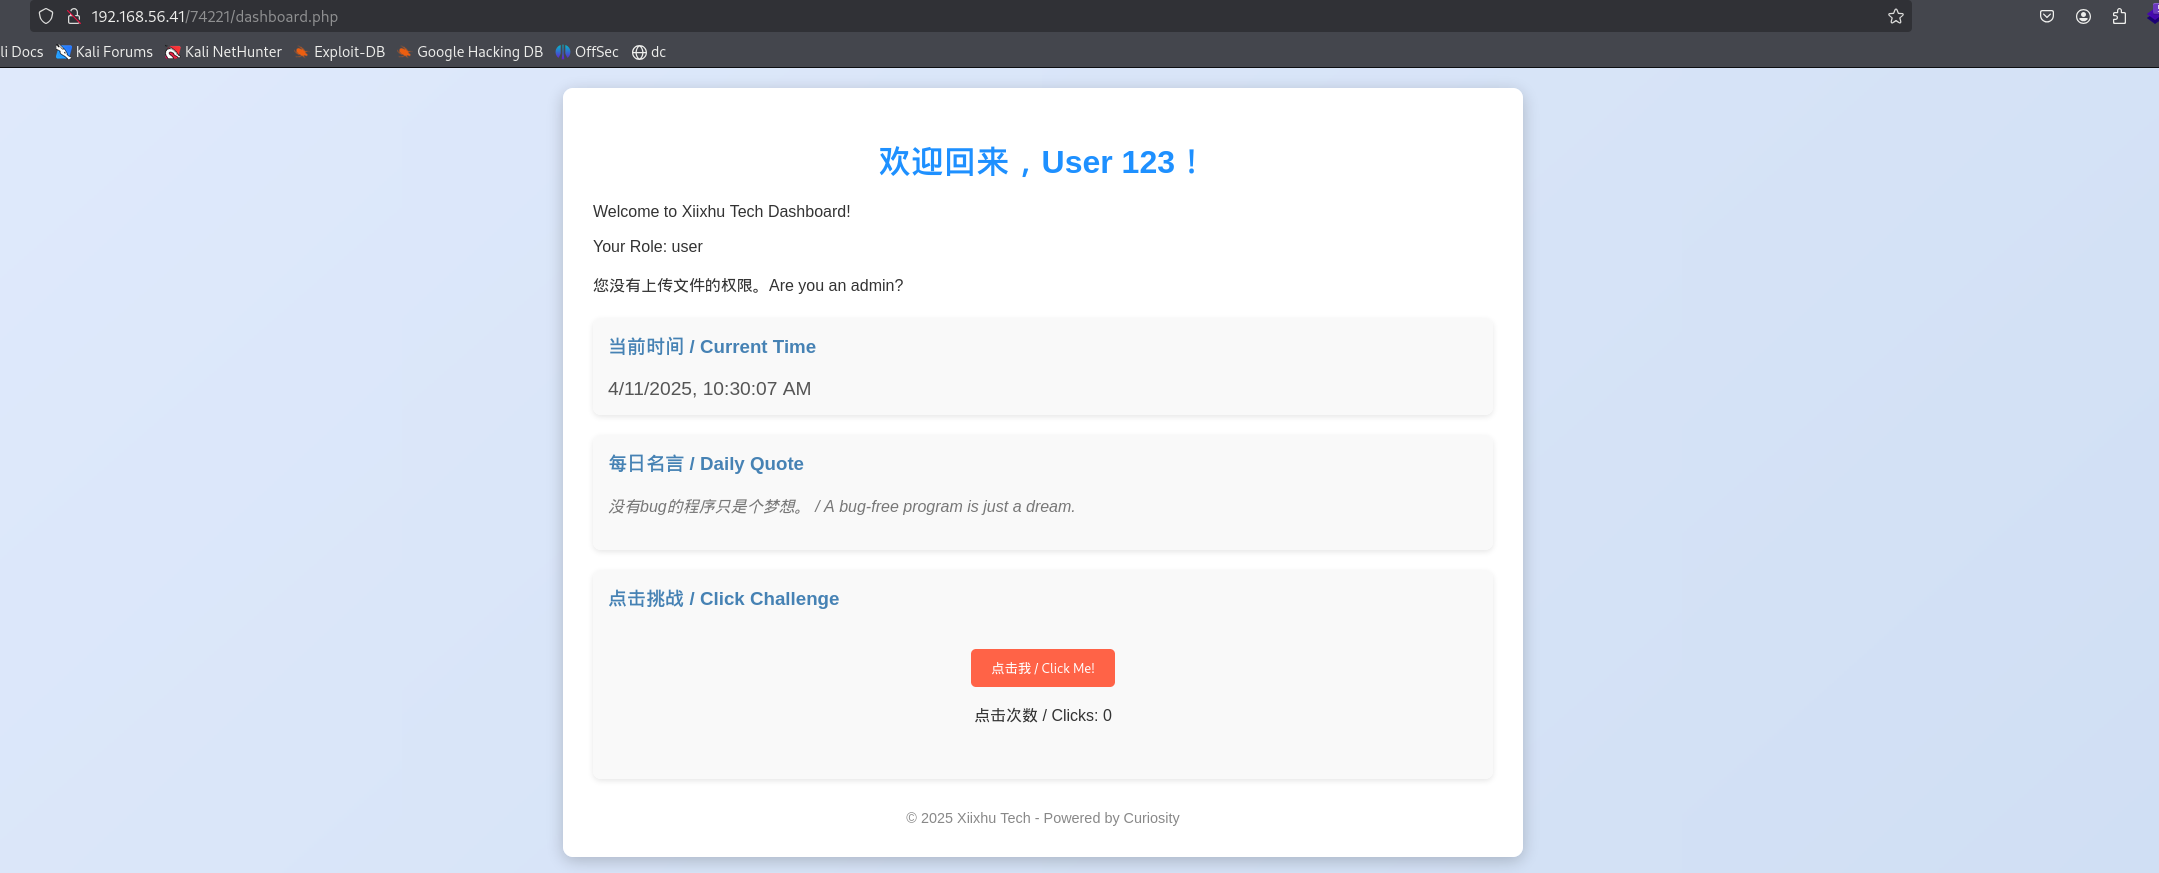 192.168.56.41/74221/dashboard.php
li Docs Kali Forums Kali NetHunter Exploit-DB Google Hacking DB OffSec dc
欢迎回来，User 123！
Welcome to Xiixhu Tech Dashboard!
Your Role: user
您没有上传文件的权限。Are you an admin?
当前时间 / Current Time
4/11/2025, 10:30:07 AM
每日名言 / Daily Quote
没有bug的程序只是个梦想。 / A bug-free program is just a dream.
点击挑战 / Click Challenge
点击我 / Click Me!
点击次数 / Clicks: 0
© 2025 Xiixhu Tech - Powered by Curiosity